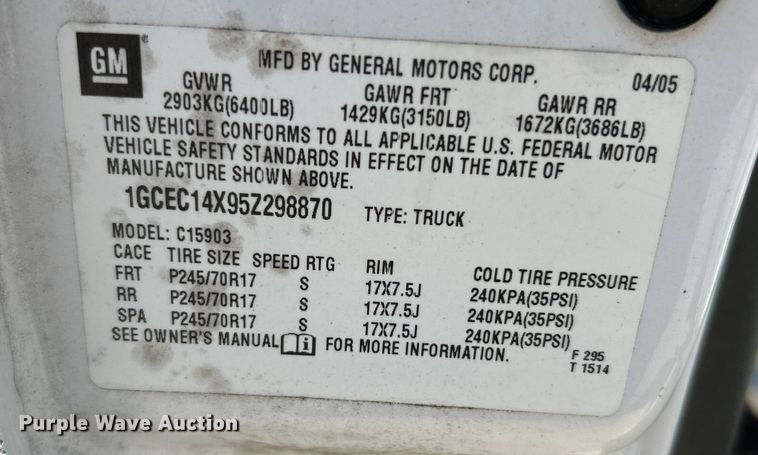 GM
MFD BY GENERAL MOTORS CORP. 04/05
GVWR GAWR FRT GAWR RR
2903KG(6400LB) 1429KG(3150LB) 1672KG(3686LB)
THIS VEHICLE CONFORMS TO ALL APPLICABLE U.S. FEDERAL MOTOR
VEHICLE SAFETY STANDARDS IN EFFECT ON THE DATE OF
MANUFACTURE SHOWN ABOVE.
1GCEC14X95Z298870 TYPE: TRUCK
MODEL: C15903
CACE TIRE SIZE SPEED RTG RIM COLD TIRE PRESSURE
FRT P245/70R17 S 17X7.5J 240KPA(35PSI)
RR P245/70R17 S 17X7.5J 240KPA(35PSI)
SPA P245/70R17 S 17X7.5J 240KPA(35PSI)
SEE OWNER'S MANUAL i FOR MORE INFORMATION.
F 295
T 1514
Purple Wave Auction